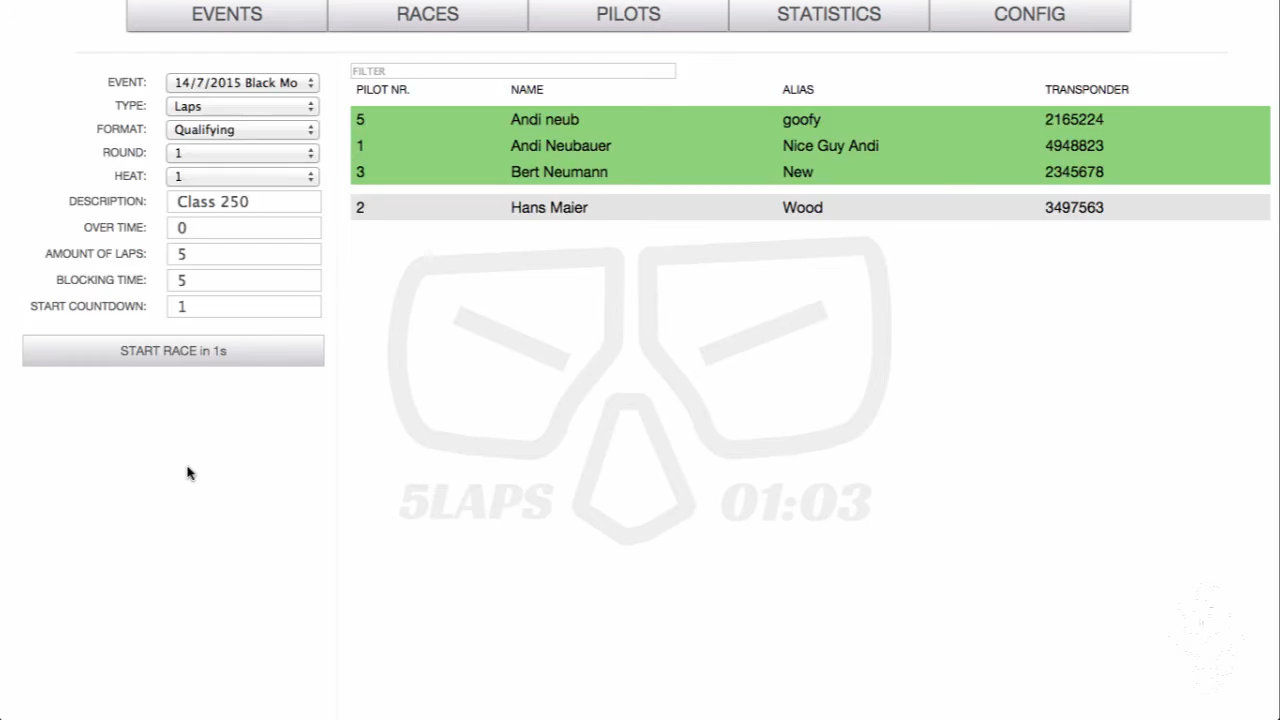 EVENTS RACES PILOTS STATISTICS CONFIG
EVENT: 14/7/2015 Black Mo
TYPE: Laps
FORMAT: Qualifying
ROUND: 1
HEAT: 1
DESCRIPTION: Class 250
OVER TIME: 0
AMOUNT OF LAPS: 5
BLOCKING TIME: 5
START COUNTDOWN: 1
START RACE in 1s
FILTER
PILOT NR. NAME ALIAS TRANSPONDER
5 Andi neub goofy 2165224
1 Andi Neubauer Nice Guy Andi 4948823
3 Bert Neumann New 2345678
2 Hans Maier Wood 3497563
5LAPS 01:03